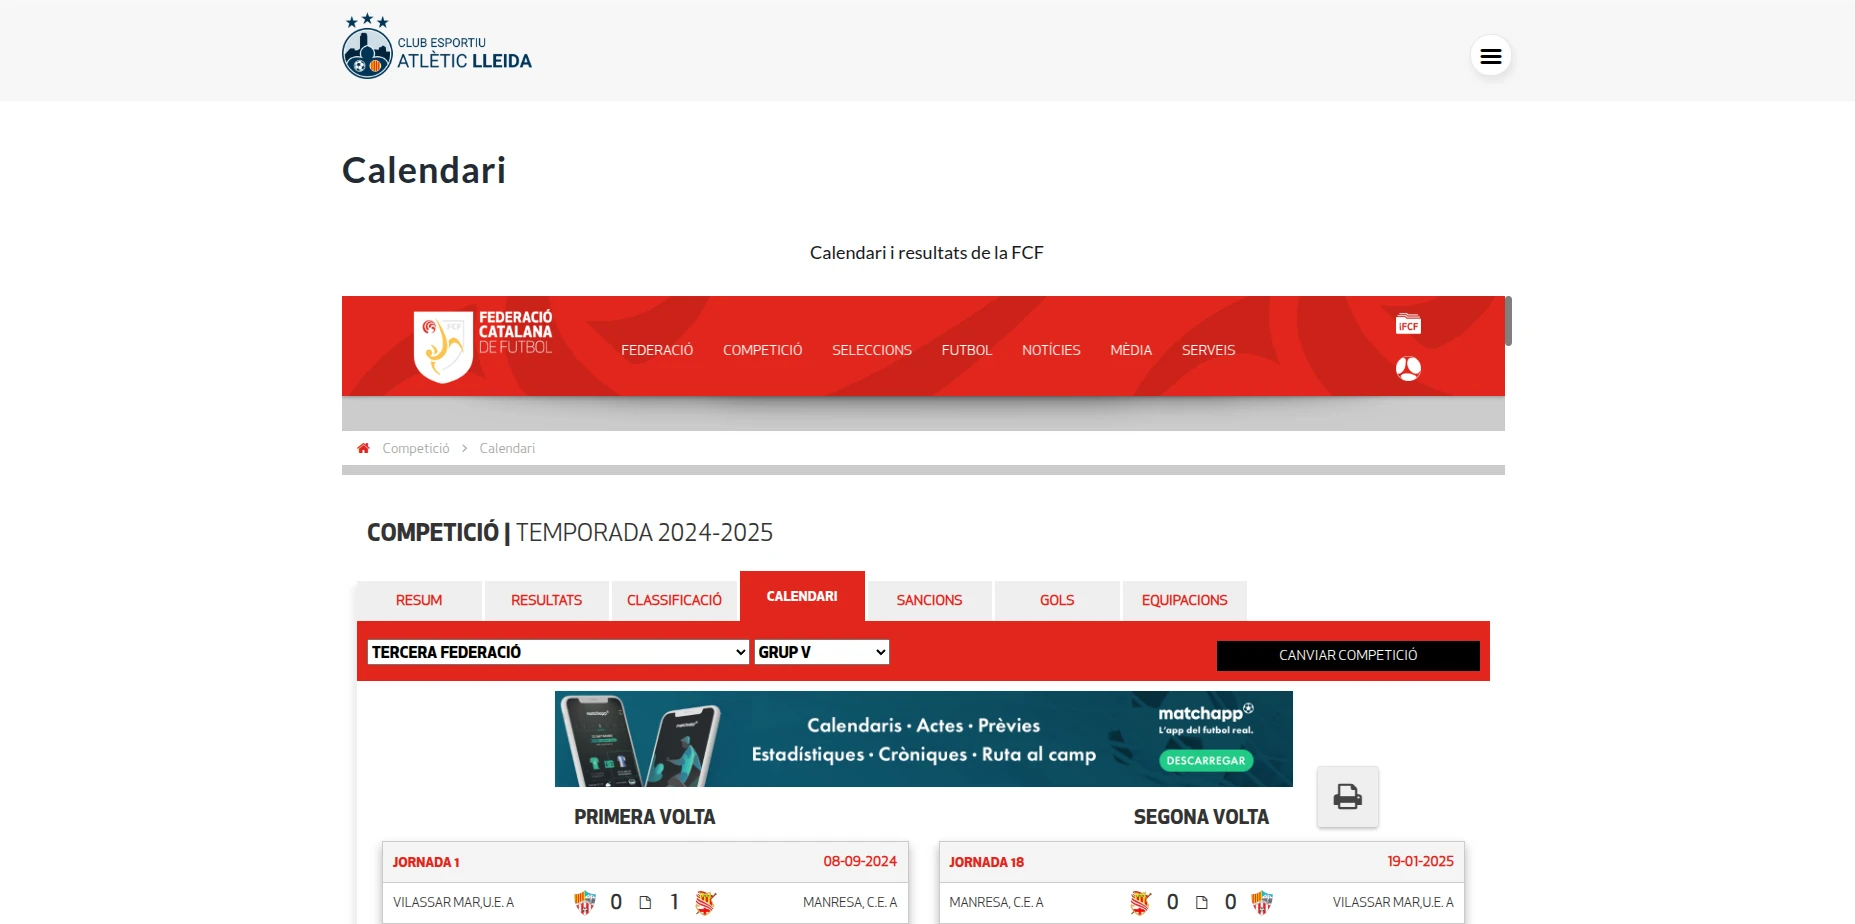 CLUB ESPORTIU
ATLÈTIC LLEIDA
Calendari
Calendari i resultats de la FCF
FEDERACIÓ
CATALANA
DE FUTBOL
FCF
FEDERACIÓ COMPETICIÓ SELECCIONS FUTBOL NOTÍCIES MÈDIA SERVEIS
iFCF
Competició > Calendari
COMPETICIÓ | TEMPORADA 2024-2025
RESUM RESULTATS CLASSIFICACIÓ CALENDARI SANCIONS GOLS EQUIPACIONS
TERCERA FEDERACIÓ GRUP V CANVIAR COMPETICIÓ
Calendaris · Actes · Prèvies
Estadístiques · Cròniques · Ruta al camp
matchapp
L'app del futbol real.
DESCARREGAR
PRIMERA VOLTA
JORNADA 1 08-09-2024
VILASSAR MAR,U.E. A 0 1 MANRESA, C.E. A
SEGONA VOLTA
JORNADA 18 19-01-2025
MANRESA, C.E. A 0 0 VILASSAR MAR,U.E. A